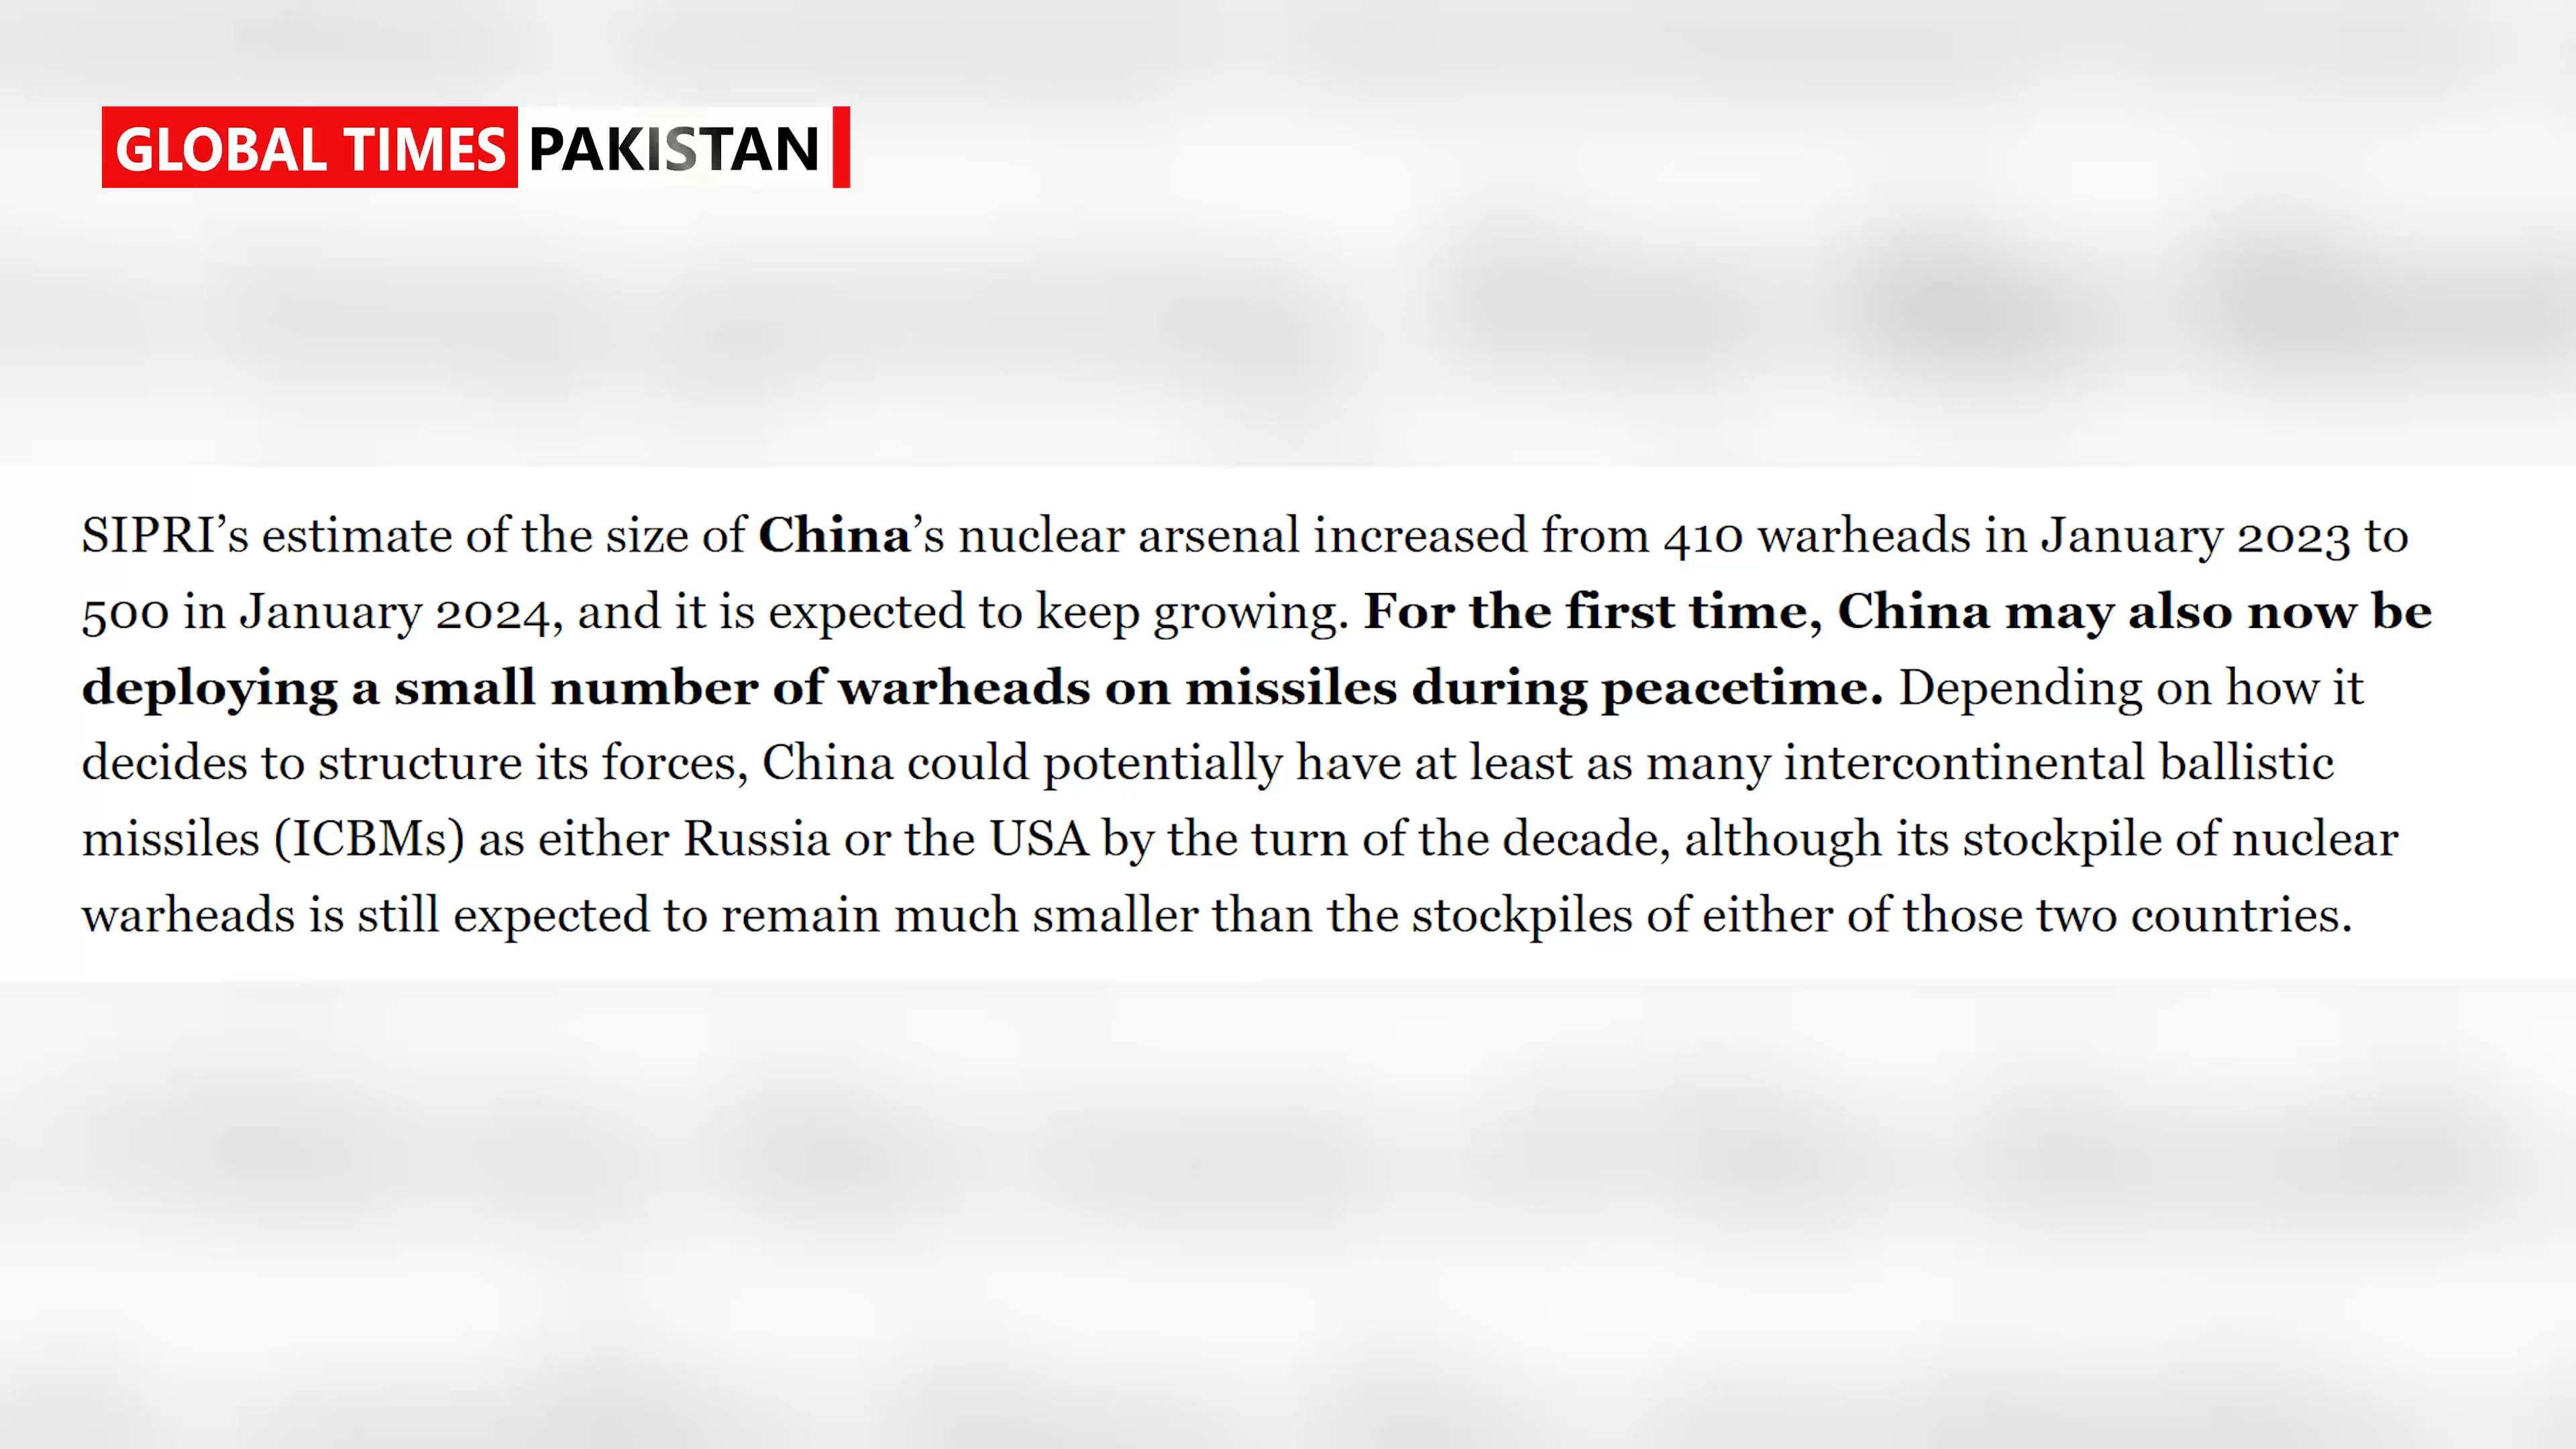 GLOBAL TIMES PAKISTAN
SIPRI’s estimate of the size of China’s nuclear arsenal increased from 410 warheads in January 2023 to
500 in January 2024, and it is expected to keep growing. For the first time, China may also now be
deploying a small number of warheads on missiles during peacetime. Depending on how it
decides to structure its forces, China could potentially have at least as many intercontinental ballistic
missiles (ICBMs) as either Russia or the USA by the turn of the decade, although its stockpile of nuclear
warheads is still expected to remain much smaller than the stockpiles of either of those two countries.